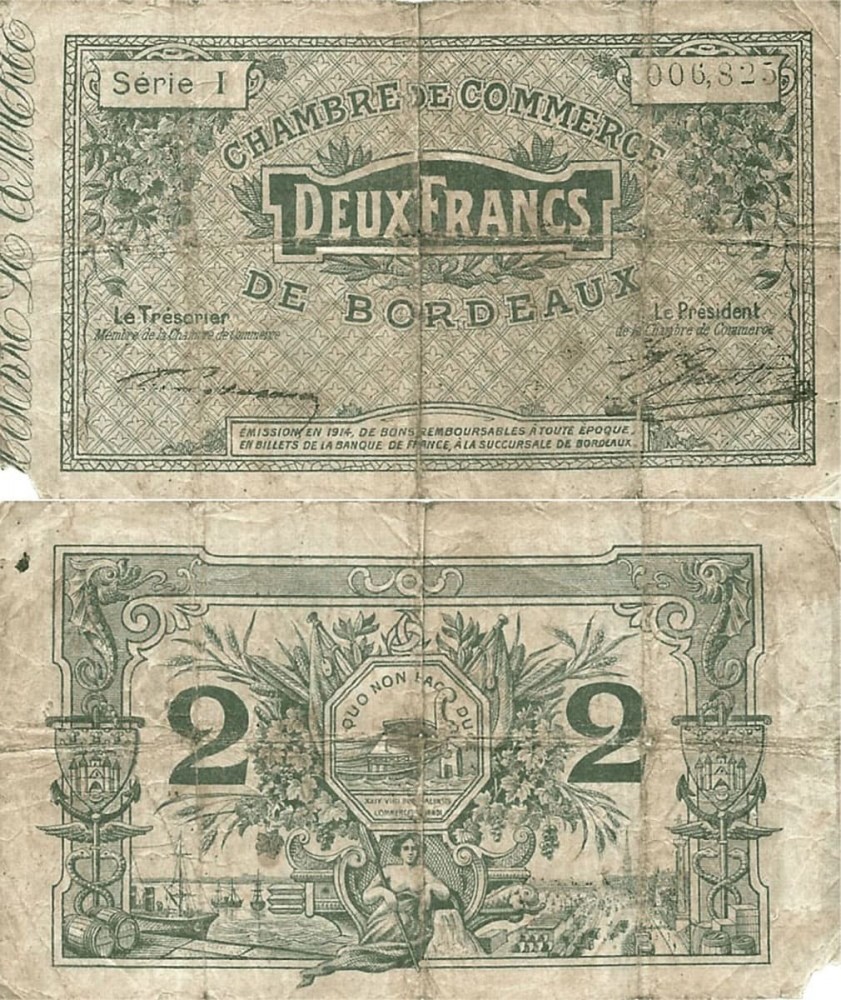 Série I
006,825
CHAMBRE DE COMMERCE
DEUX FRANCS
DE BORDEAUX
Le Trésorier
Membre de la Chambre de Commerce
Le Président
de la Chambre de Commerce
ÉMISSION, EN 1914, DE BONS REMBOURSABLES À TOUTE ÉPOQUE,
EN BILLETS DE LA BANQUE DE FRANCE, À LA SUCCURSALE DE BORDEAUX.
QUO NON
2
2